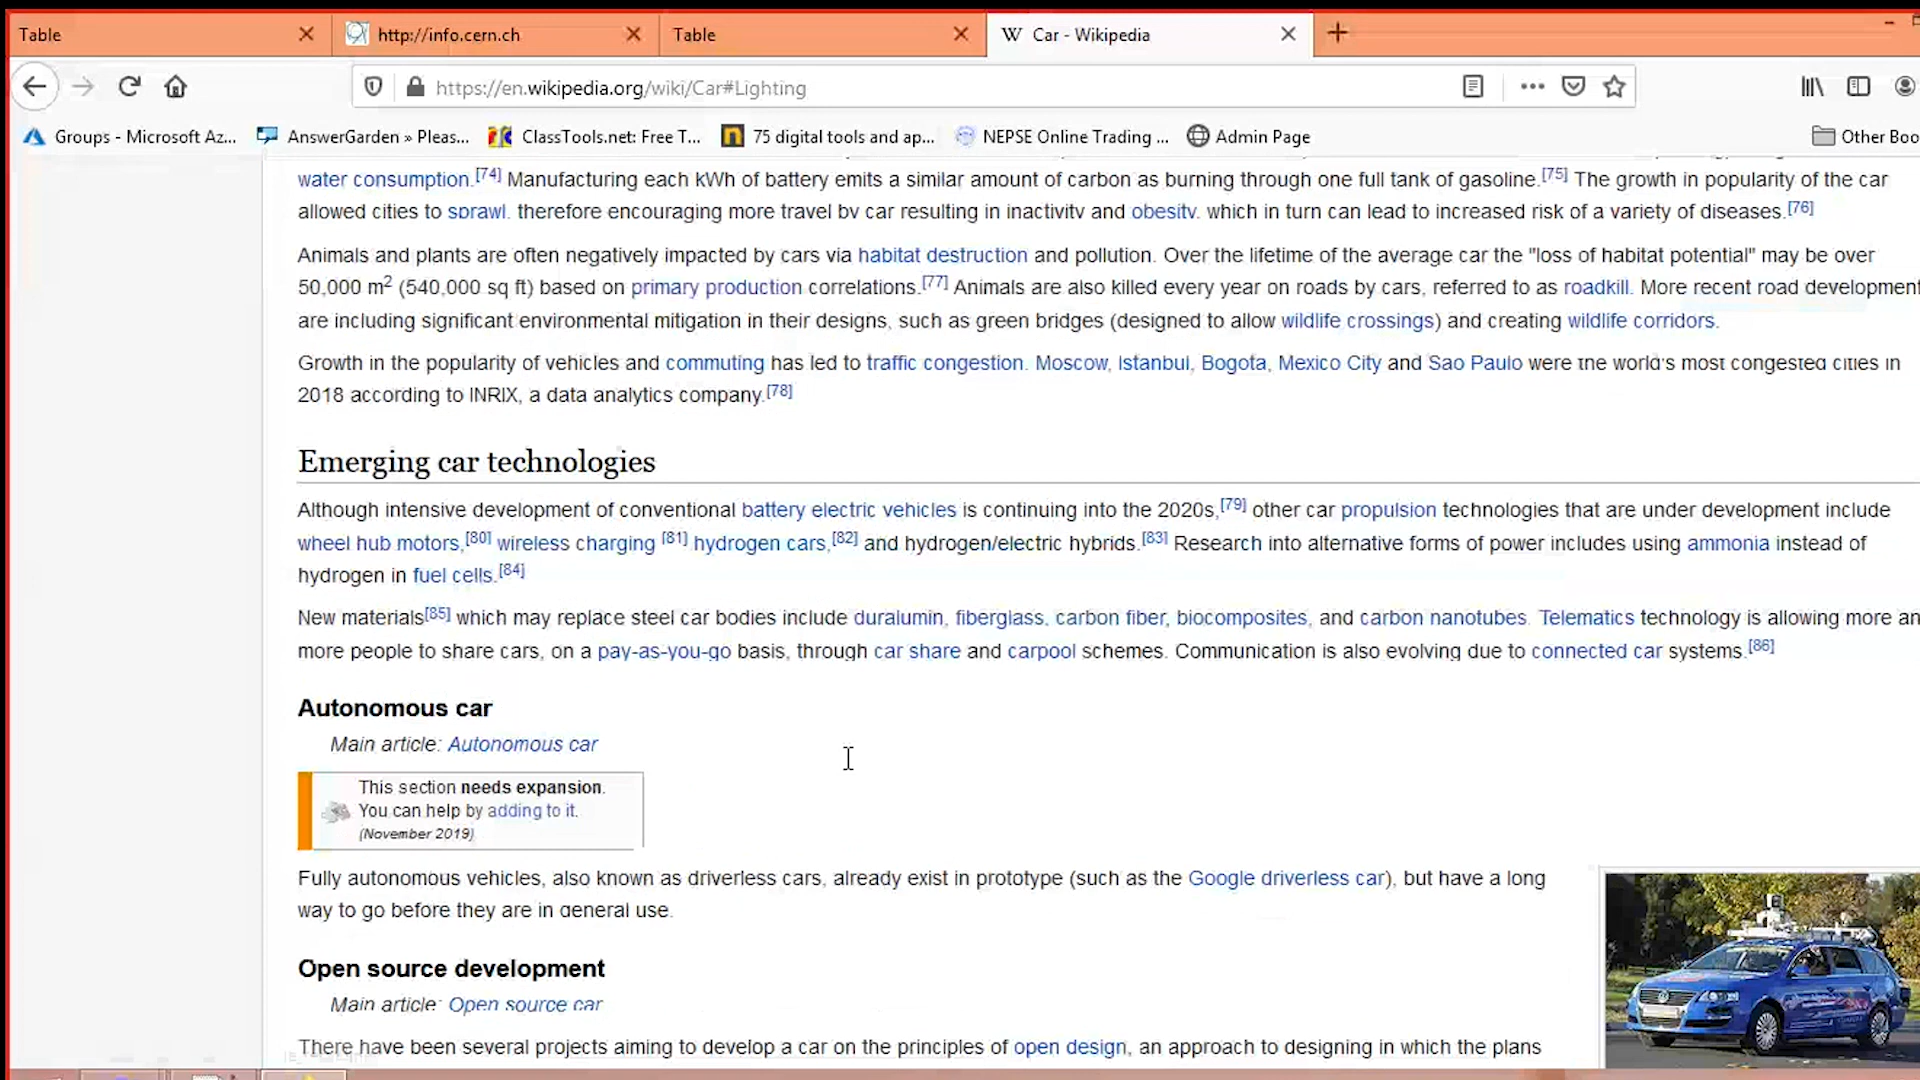 Table
http://info.cern.ch
Table
W Car - Wikipedia
https://en.wikipedia.org/wiki/Car#Lighting
Groups - Microsoft Az...
AnswerGarden » Pleas...
ClassTools.net: Free T...
75 digital tools and ap...
NEPSE Online Trading ...
Admin Page
Other Boo
water consumption.[74] Manufacturing each kWh of battery emits a similar amount of carbon as burning through one full tank of gasoline.[75] The growth in popularity of the car
allowed cities to sprawl, therefore encouraging more travel by car resulting in inactivity and obesity, which in turn can lead to increased risk of a variety of diseases.[76]
Animals and plants are often negatively impacted by cars via habitat destruction and pollution. Over the lifetime of the average car the "loss of habitat potential" may be over
50,000 m2 (540,000 sq ft) based on primary production correlations.[77] Animals are also killed every year on roads by cars, referred to as roadkill. More recent road development
are including significant environmental mitigation in their designs, such as green bridges (designed to allow wildlife crossings) and creating wildlife corridors.
Growth in the popularity of vehicles and commuting has led to traffic congestion. Moscow, Istanbul, Bogota, Mexico City and Sao Paulo were the world's most congested cities in
2018 according to INRIX, a data analytics company.[78]
Emerging car technologies
Although intensive development of conventional battery electric vehicles is continuing into the 2020s,[79] other car propulsion technologies that are under development include
wheel hub motors,[80] wireless charging [81] hydrogen cars,[82] and hydrogen/electric hybrids.[83] Research into alternative forms of power includes using ammonia instead of
hydrogen in fuel cells.[84]
New materials[85] which may replace steel car bodies include duralumin, fiberglass, carbon fiber, biocomposites, and carbon nanotubes. Telematics technology is allowing more an
more people to share cars, on a pay-as-you-go basis, through car share and carpool schemes. Communication is also evolving due to connected car systems.[86]
Autonomous car
Main article: Autonomous car
This section needs expansion.
You can help by adding to it.
(November 2019)
Fully autonomous vehicles, also known as driverless cars, already exist in prototype (such as the Google driverless car), but have a long
way to go before they are in general use.
Open source development
Main article: Open source car
There have been several projects aiming to develop a car on the principles of open design, an approach to designing in which the plans